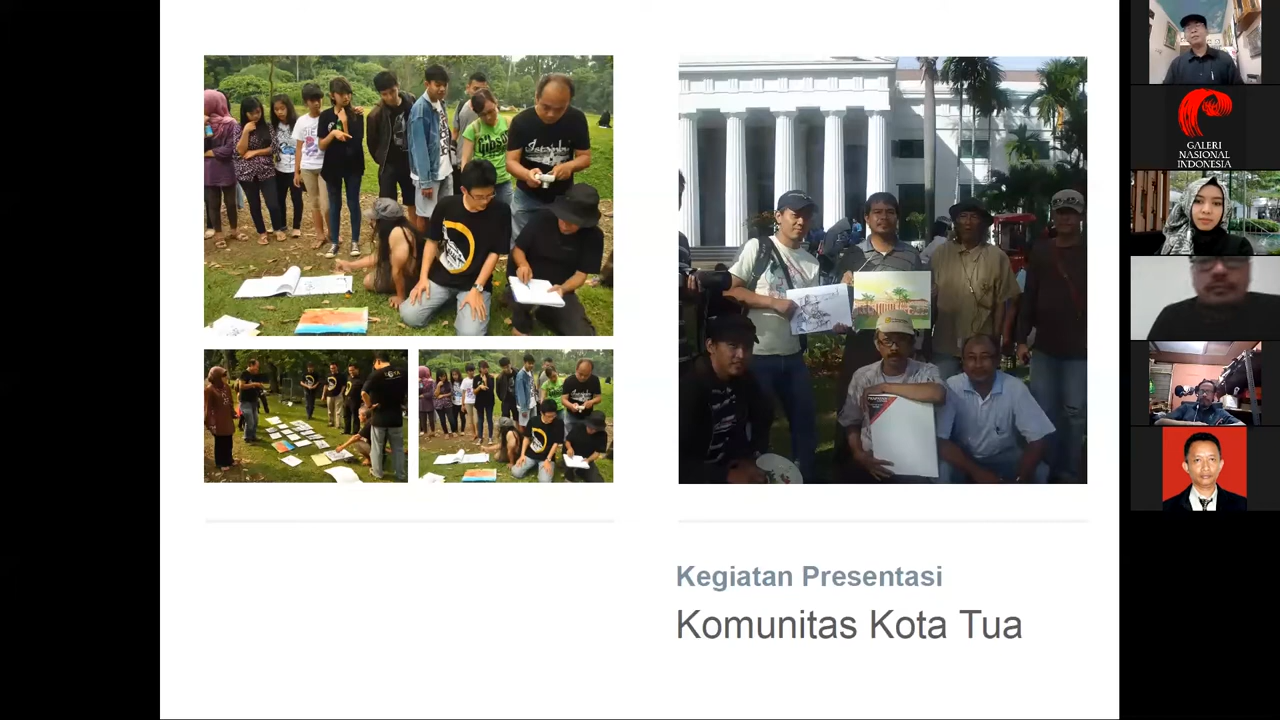 Kegiatan Presentasi
Komunitas Kota Tua
GALERI
NASIONAL
INDONESIA